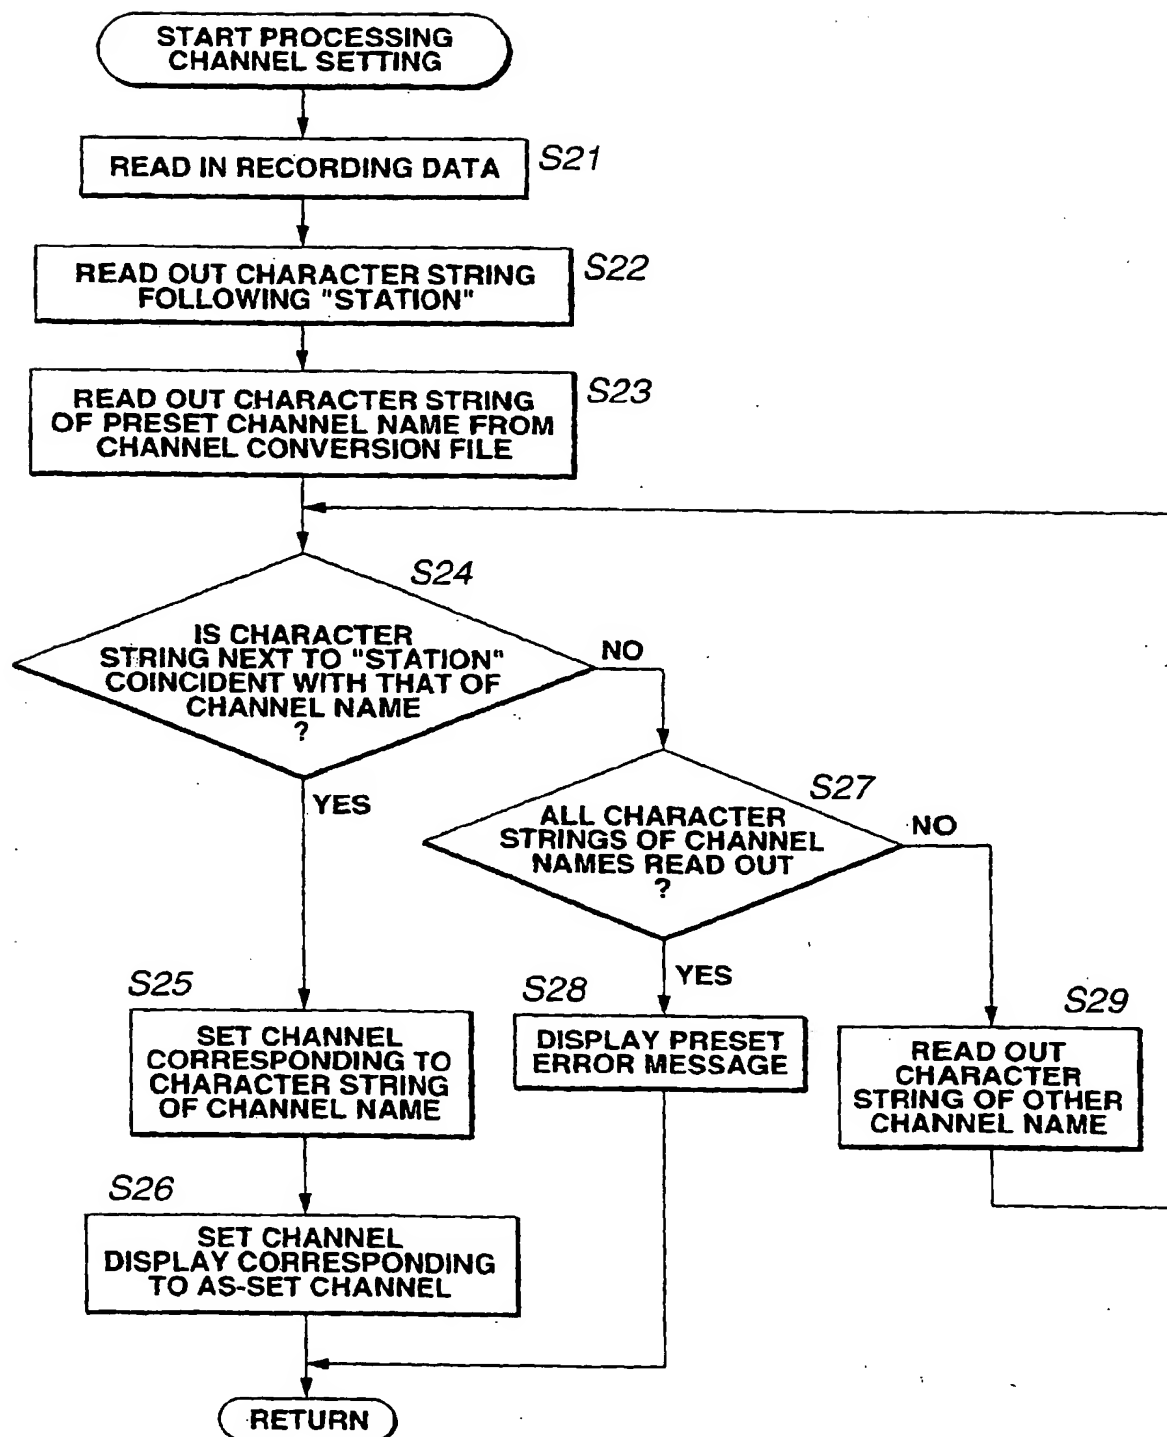 START PROCESSING
CHANNEL SETTING
READ IN RECORDING DATA
S21
READ OUT CHARACTER STRING
FOLLOWING "STATION"
S22
READ OUT CHARACTER STRING
OF PRESET CHANNEL NAME FROM
CHANNEL CONVERSION FILE
S23
S24
IS CHARACTER
STRING NEXT TO "STATION"
COINCIDENT WITH THAT OF
CHANNEL NAME
?
NO
YES
S27
ALL CHARACTER
STRINGS OF CHANNEL
NAMES READ OUT
?
NO
YES
S25
SET CHANNEL
CORRESPONDING TO
CHARACTER STRING
OF CHANNEL NAME
S28
DISPLAY PRESET
ERROR MESSAGE
S29
READ OUT
CHARACTER
STRING OF OTHER
CHANNEL NAME
S26
SET CHANNEL
DISPLAY CORRESPONDING
TO AS-SET CHANNEL
RETURN